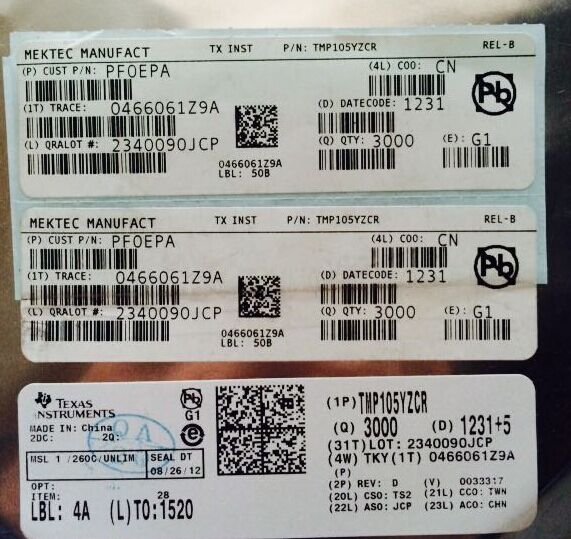 MEKTEC MANUFACT TX INST P/N: TMP105YZCR REL-B
(P) CUST P/N: PF0EPA (4L) COO: CN
(1T) TRACE: 0466061Z9A (D) DATECODE: 1231
(L) QRALOT #: 2340090JCP (Q) QTY: 3000 (E): G1
0466061Z9A
LBL: 50B
Pb
MEKTEC MANUFACT TX INST P/N: TMP105YZCR REL-B
(P) CUST P/N: PF0EPA (4L) COO: CN
(1T) TRACE: 0466061Z9A (D) DATECODE: 1231
(L) QRALOT #: 2340090JCP (Q) QTY: 3000 (E): G1
0466061Z9A
LBL: 50B
Pb
TEXAS
INSTRUMENTS
Pb
G1
MADE IN: China
2DC: 2Q:
e
QA
MSL 1 /260C/UNLIM SEAL DT
08/26/12
OPT:
ITEM: 28
LBL: 4A (L)TO:1520
(1P) TMP105YZCR
(Q) 3000 (D) 1231+5
(31T)LOT: 2340090JCP
(4W) TKY(1T) 0466061Z9A
(P)
(2P) REV: D (V) 0033317
(20L) CSO: TS2 (21L) CCO: TWN
(22L) ASO: JCP (23L) ACO: CHN